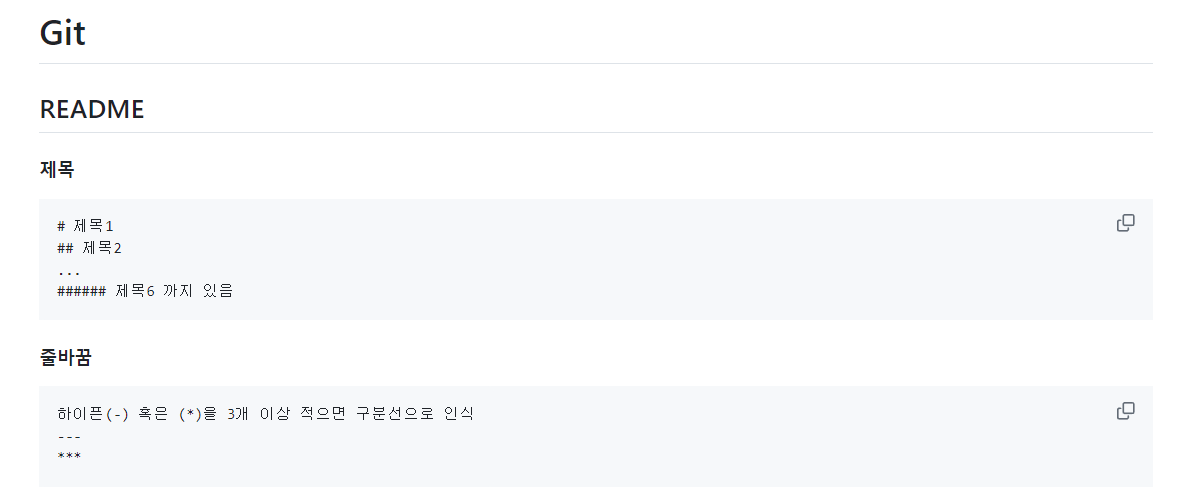 Git
README
제목
# 제목1
## 제목2
...
###### 제목6 까지 있음
줄바꿈
하이픈(-) 혹은 (*)을 3개 이상 적으면 구분선으로 인식
---
***